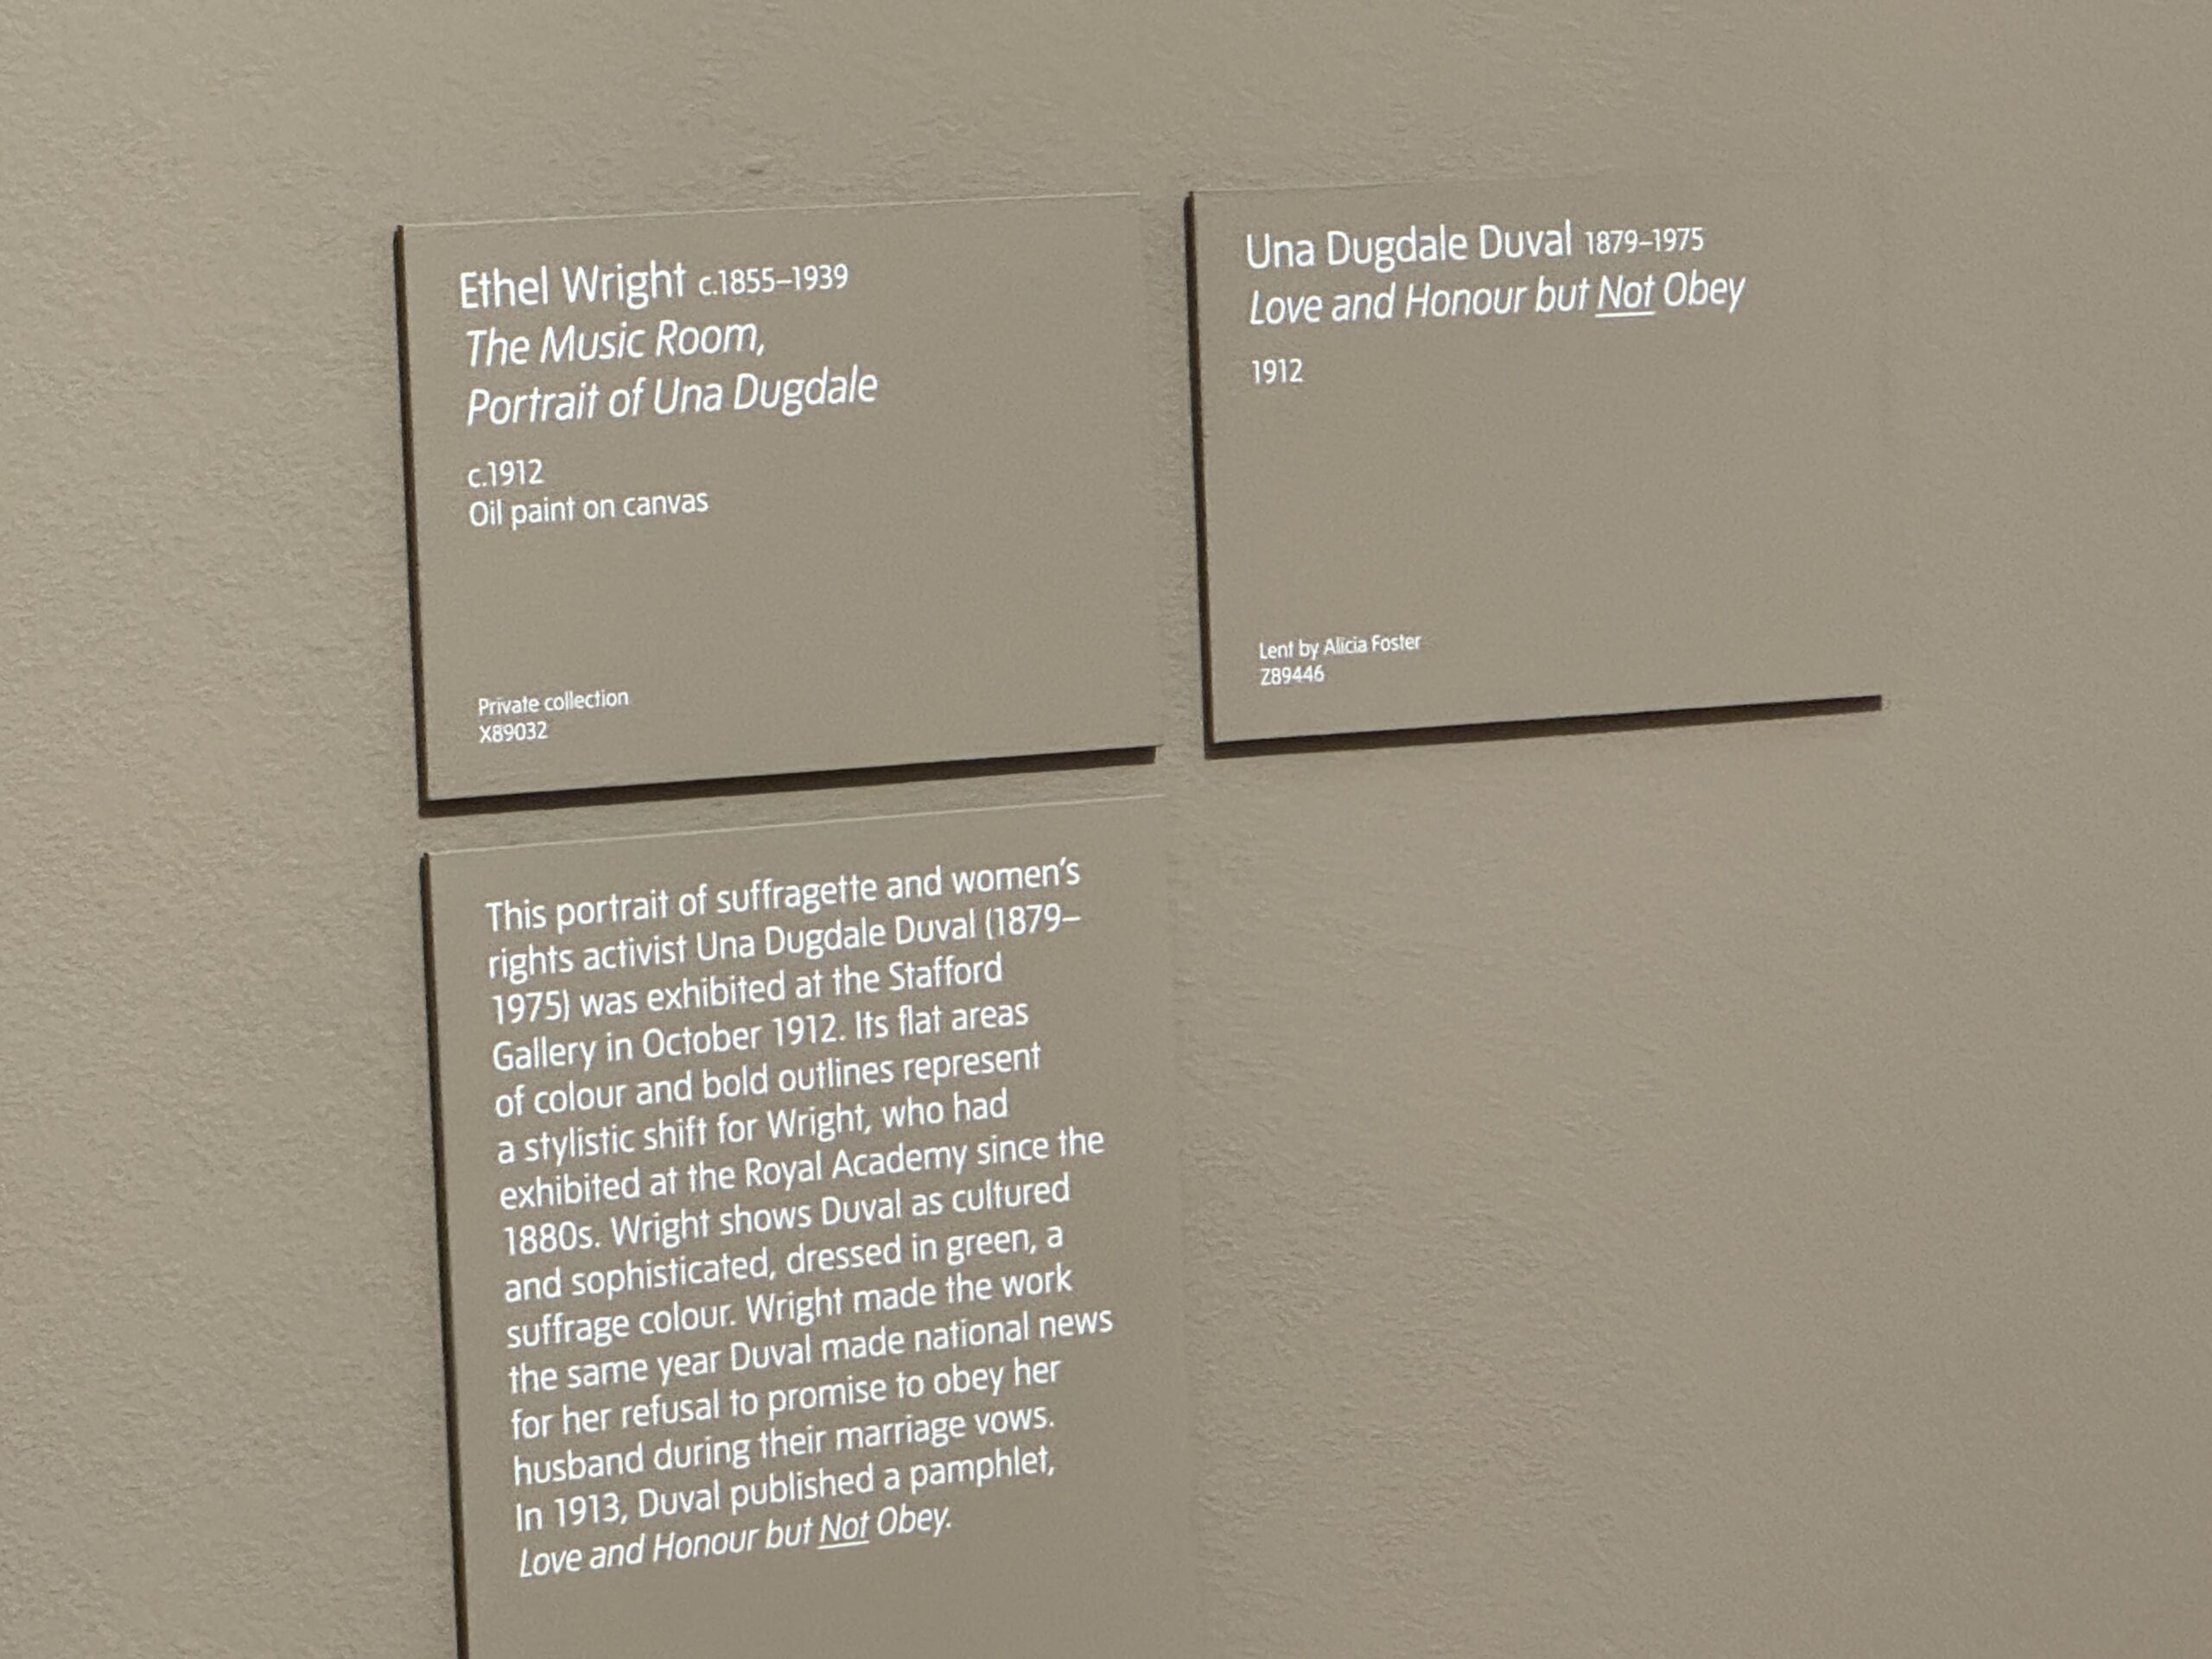 Ethel Wright c.1855–1939
The Music Room,
Portrait of Una Dugdale
c.1912
Oil paint on canvas
Private collection
X89032
Una Dugdale Duval 1879–1975
Love and Honour but Not Obey
1912
Lent by Alicia Foster
Z89446
This portrait of suffragette and women’s
rights activist Una Dugdale Duval (1879–
1975) was exhibited at the Stafford
Gallery in October 1912. Its flat areas
of colour and bold outlines represent
a stylistic shift for Wright, who had
exhibited at the Royal Academy since the
1880s. Wright shows Duval as cultured
and sophisticated, dressed in green, a
suffrage colour. Wright made the work
the same year Duval made national news
for her refusal to promise to obey her
husband during their marriage vows.
In 1913, Duval published a pamphlet,
Love and Honour but Not Obey.